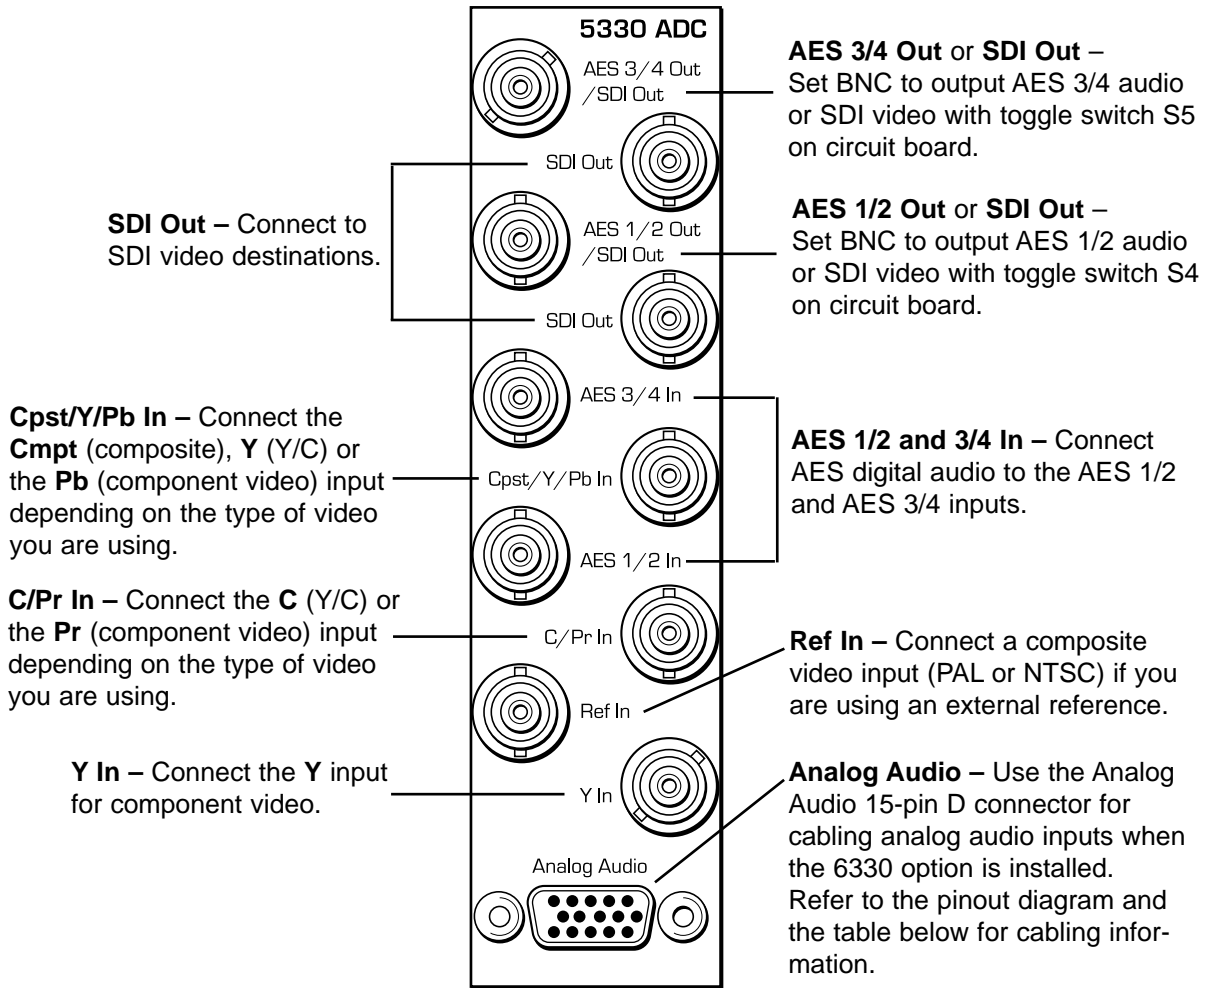 5330 ADC
AES 3/4 Out
/SDI Out
SDI Out
AES 1/2 Out
/SDI Out
SDI Out
AES 3/4 In
Cpst/Y/Pb In
AES 1/2 In
C/Pr In
Ref In
Y In
Analog Audio
SDI Out – Connect to
SDI video destinations.
Cpst/Y/Pb In – Connect the
Cmpt (composite), Y (Y/C) or
the Pb (component video) input
depending on the type of video
you are using.
C/Pr In – Connect the C (Y/C) or
the Pr (component video) input
depending on the type of video
you are using.
Y In – Connect the Y input
for component video.
AES 3/4 Out or SDI Out –
Set BNC to output AES 3/4 audio
or SDI video with toggle switch S5
on circuit board.
AES 1/2 Out or SDI Out –
Set BNC to output AES 1/2 audio
or SDI video with toggle switch S4
on circuit board.
AES 1/2 and 3/4 In – Connect
AES digital audio to the AES 1/2
and AES 3/4 inputs.
Ref In – Connect a composite
video input (PAL or NTSC) if you
are using an external reference.
Analog Audio – Use the Analog
Audio 15-pin D connector for
cabling analog audio inputs when
the 6330 option is installed.
Refer to the pinout diagram and
the table below for cabling infor-
mation.